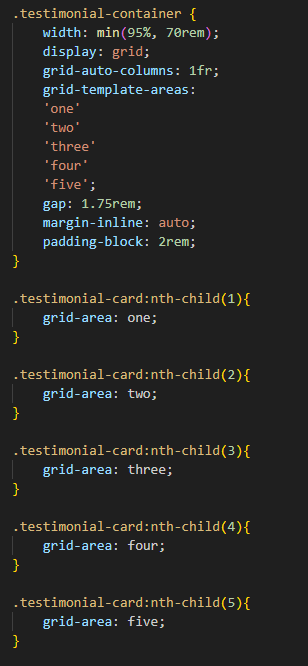 .testimonial-container {
width: min(95%, 70rem);
display: grid;
grid-auto-columns: 1fr;
grid-template-areas:
'one'
'two'
'three'
'four'
'five';
gap: 1.75rem;
margin-inline: auto;
padding-block: 2rem;
}
.testimonial-card:nth-child(1){
grid-area: one;
}
.testimonial-card:nth-child(2){
grid-area: two;
}
.testimonial-card:nth-child(3){
grid-area: three;
}
.testimonial-card:nth-child(4){
grid-area: four;
}
.testimonial-card:nth-child(5){
grid-area: five;
}